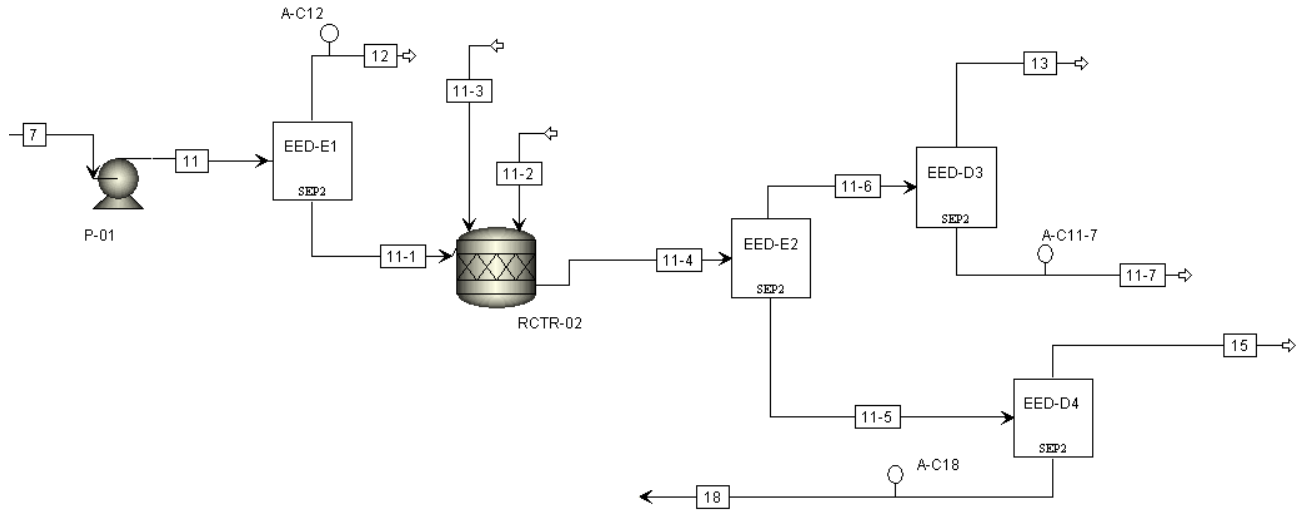 A-C12
12
13
11-3
7
EED-E1
11
EED-D3
11-2
11-6
SEP2
SEP2
P-01
A-C11-7
EED-E2
11-1
11-4
11-7
SEP2
RCTR-02
15
EED-D4
11-5
SEP2
A-C18
18